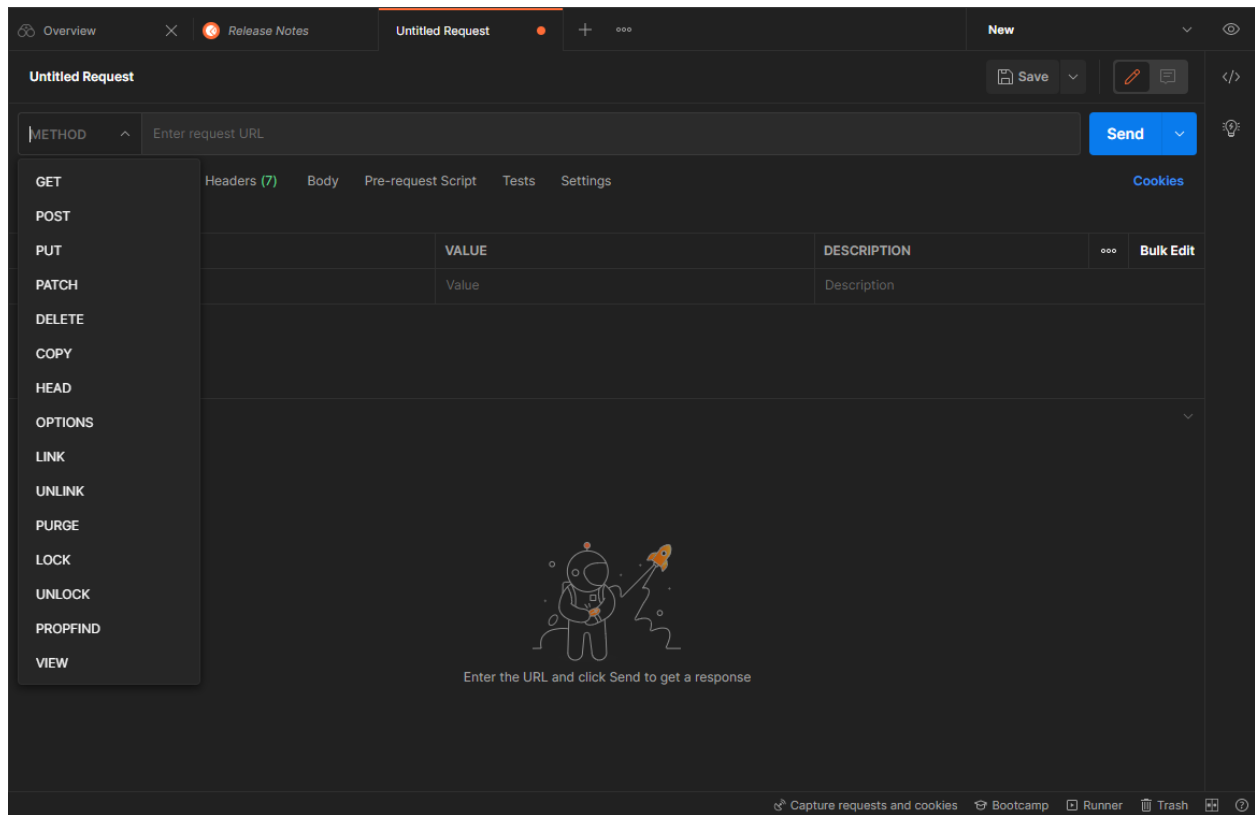 Overview Release Notes Untitled Request New
Untitled Request Save
METHOD Enter request URL Send
GET Headers (7) Body Pre-request Script Tests Settings Cookies
POST
PUT VALUE DESCRIPTION Bulk Edit
PATCH Value Description
DELETE
COPY
HEAD
OPTIONS
LINK
UNLINK
PURGE
LOCK
UNLOCK
PROPFIND
VIEW
Enter the URL and click Send to get a response
Capture requests and cookies Bootcamp Runner Trash